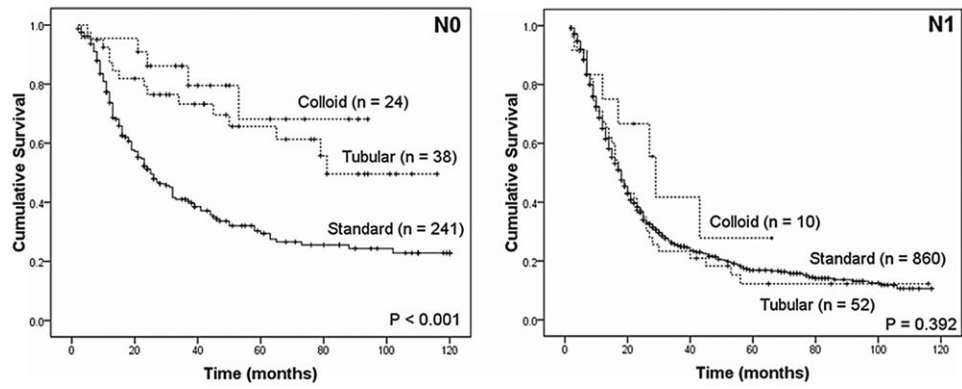 N0
Cumulative Survival
1.0
0.8
0.6
0.4
0.2
0.0
Colloid (n = 24)
Tubular (n = 38)
Standard (n = 241)
P < 0.001
0 20 40 60 80 100 120
Time (months)
N1
Cumulative Survival
1.0
0.8
0.6
0.4
0.2
0.0
Colloid (n = 10)
Standard (n = 860)
Tubular (n = 52)
P = 0.392
0 20 40 60 80 100 120
Time (months)